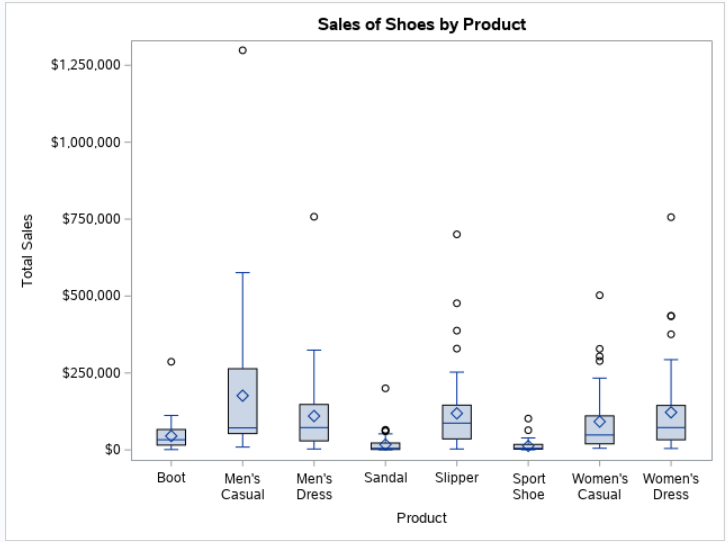 Sales of Shoes by Product
Total Sales
$1,250,000
$1,000,000
$750,000
$500,000
$250,000
$0
Boot
Men's
Casual
Men's
Dress
Sandal
Slipper
Sport
Shoe
Women's
Casual
Women's
Dress
Product